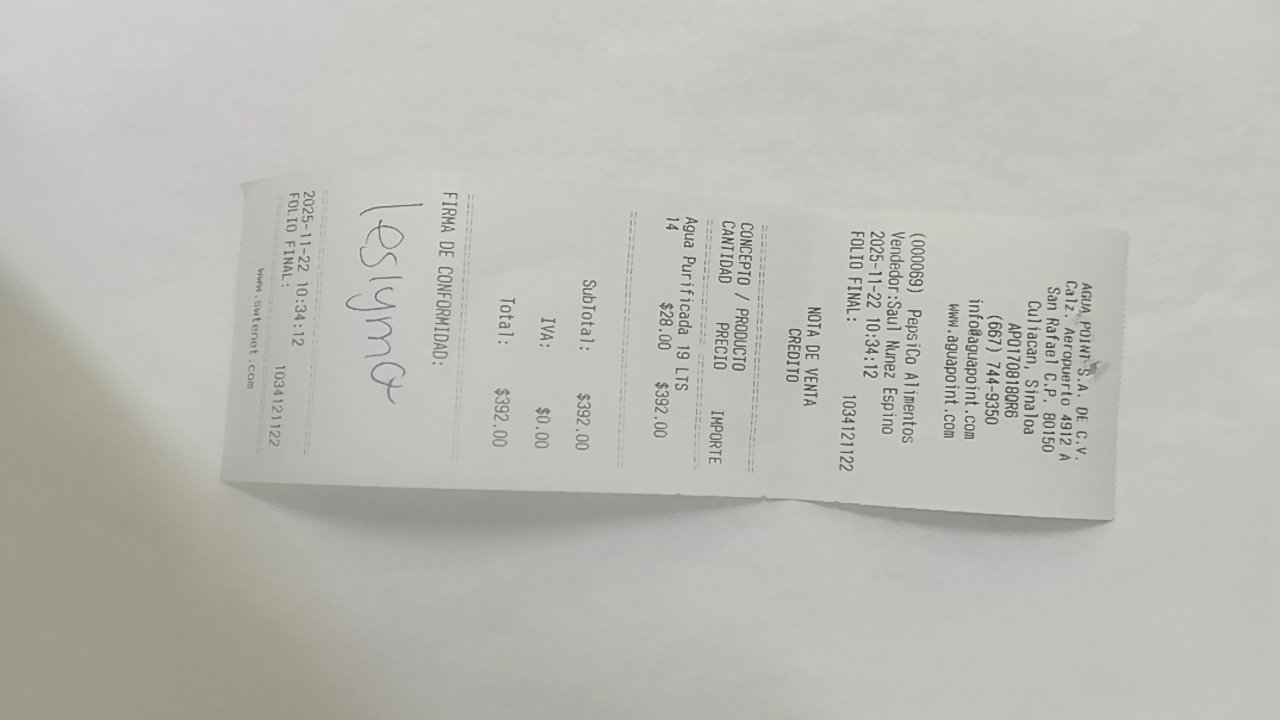 AGUA POINT S.A. DE C.V.
Calz. Aeropuerto 4912 A
San Rafael C.P. 80150
Culiacan, Sinaloa
APO170818QR6
(667) 744-9350
info@aguapoint.com
www.aguapoint.com
NOTA DE VENTA
CREDITO
(000069) PepsiCo Alimentos
Vendedor:Saul Nunez Espino
2025-11-22 10:34:12
FOLIO FINAL: 1034121122
CONCEPTO / PRODUCTO
CANTIDAD PRECIO IMPORTE
Agua Purificada 19 LTS
14 $28.00 $392.00
SubTotal: $392.00
IVA: $0.00
Total: $392.00
FIRMA DE CONFORMIDAD:
2025-11-22 10:34:12
FOLIO FINAL: 1034121122
www.swtenet.com